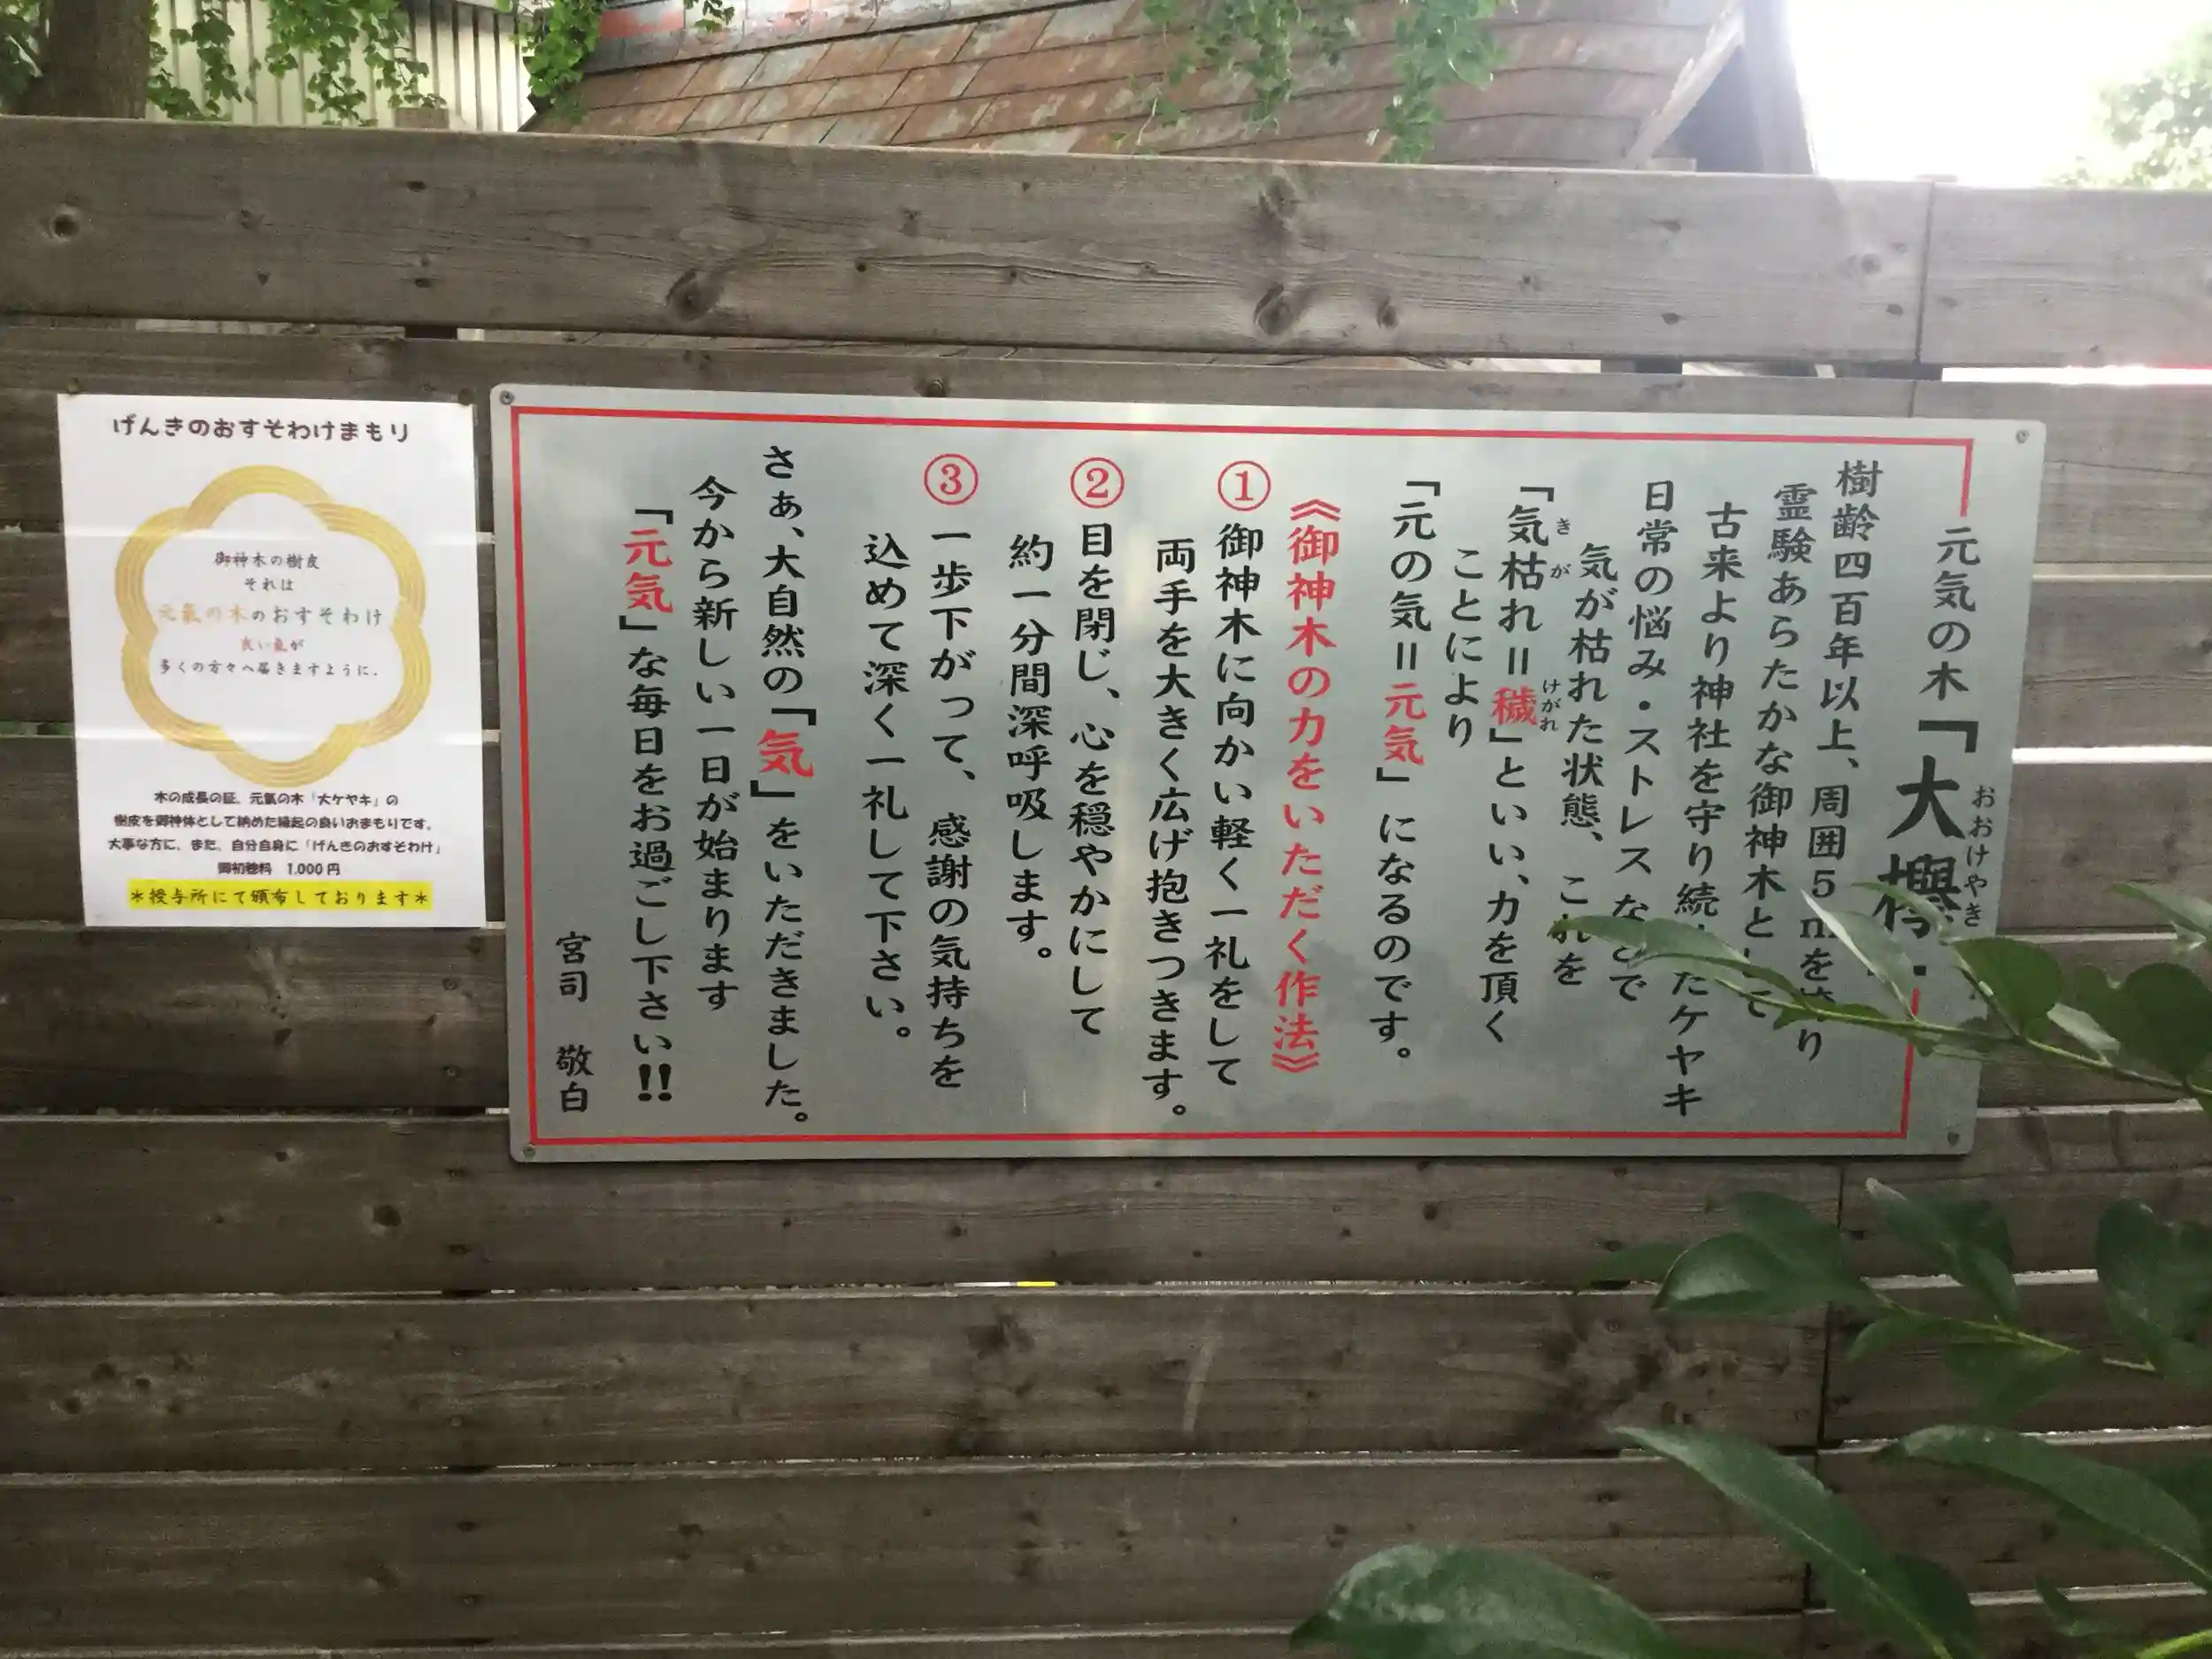 元気の木「大欅」
おおけやき
樹齢四百年以上、周囲5mを
り
霊験あらたかな御神木として
古来より神社を守り続けたケヤキ
日常の悩み・ストレスなどで
気が枯れた状態、これを
「気枯れ=穢」といい、力を頂く
きが
けがれ
ことにより
「元の気=元気」になるのです。
《御神木の力をいただく作法》
① 御神木に向かい軽く一礼をして
両手を大きく広げ抱きつきます。
② 目を閉じ、心を穏やかにして
約一分間深呼吸します。
③ 一歩下がって、感謝の気持ちを
込めて深く一礼して下さい。
さぁ、大自然の「気」をいただきました。
今から新しい一日が始まります
「元気」な毎日をお過ごし下さい!!
宮司 敬白
げんきのおすそわけまもり
御神木の樹皮
それは
元氣の木のおすそわけ
良い氣が
多くの方々へ届きますように。
木の成長の証、元氣の木「大ケヤキ」の
樹皮を御神体として納めた縁起の良いおまもりです。
大事な方に、また、自分自身に「げんきのおすそわけ」
御初穂料 1,000円
*授与所にて頒布しております*